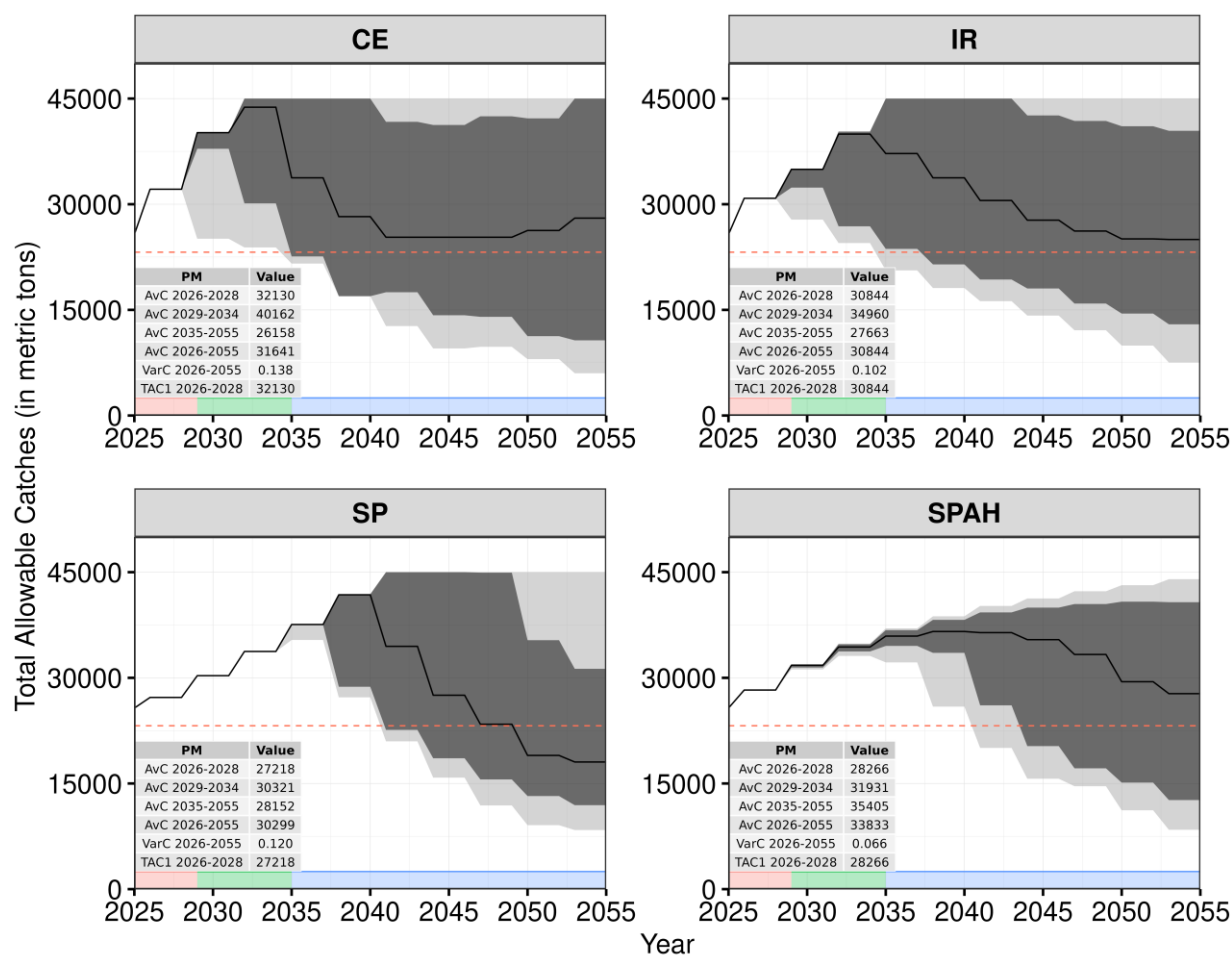 CE
IR
45000
30000
15000
0
PM Value
AvC 2026-2028 32130
AvC 2029-2034 40162
AvC 2035-2055 26158
AvC 2026-2055 31641
VarC 2026-2055 0.138
TAC1 2026-2028 32130
2025 2030 2035 2040 2045 2050 2055
45000
30000
15000
0
PM Value
AvC 2026-2028 30844
AvC 2029-2034 34960
AvC 2035-2055 27663
AvC 2026-2055 30844
VarC 2026-2055 0.102
TAC1 2026-2028 30844
2025 2030 2035 2040 2045 2050 2055
Total Allowable Catches (in metric tons)
SP
SPAH
45000
30000
15000
0
PM Value
AvC 2026-2028 27218
AvC 2029-2034 30321
AvC 2035-2055 28152
AvC 2026-2055 30299
VarC 2026-2055 0.120
TAC1 2026-2028 27218
2025 2030 2035 2040 2045 2050 2055
45000
30000
15000
0
PM Value
AvC 2026-2028 28266
AvC 2029-2034 31931
AvC 2035-2055 35405
AvC 2026-2055 33833
VarC 2026-2055 0.066
TAC1 2026-2028 28266
2025 2030 2035 2040 2045 2050 2055
Year